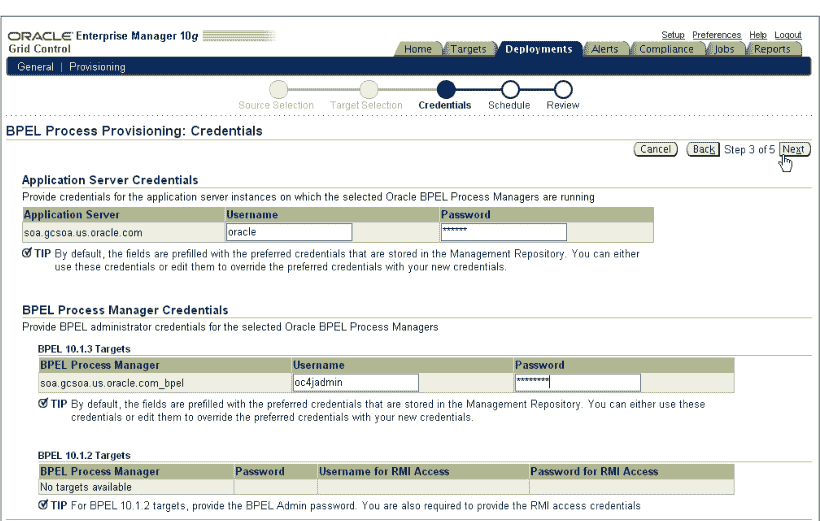 ORACLE Enterprise Manager 10g
Grid Control
Setup Preferences Help Logout
Home Targets Deployments Alerts Compliance Jobs Reports
General | Provisioning
Source Selection Target Selection Credentials Schedule Review
BPEL Process Provisioning: Credentials
Cancel Back Step 3 of 5 Next
Application Server Credentials
Provide credentials for the application server instances on which the selected Oracle BPEL Process Managers are running
Application Server Username Password
soa.gcsoa.us.oracle.com oracle ******
TIP By default, the fields are prefilled with the preferred credentials that are stored in the Management Repository. You can either
use these credentials or edit them to override the preferred credentials with your new credentials.
BPEL Process Manager Credentials
Provide BPEL administrator credentials for the selected Oracle BPEL Process Managers
BPEL 10.1.3 Targets
BPEL Process Manager Username Password
soa.gcsoa.us.oracle.com_bpel oc4jadmin ********
TIP By default, the fields are prefilled with the preferred credentials that are stored in the Management Repository. You can either use these
credentials or edit them to override the preferred credentials with your new credentials.
BPEL 10.1.2 Targets
BPEL Process Manager Password Username for RMI Access Password for RMI Access
No targets available
TIP For BPEL 10.1.2 targets, provide the BPEL Admin password. You are also required to provide the RMI access credentials